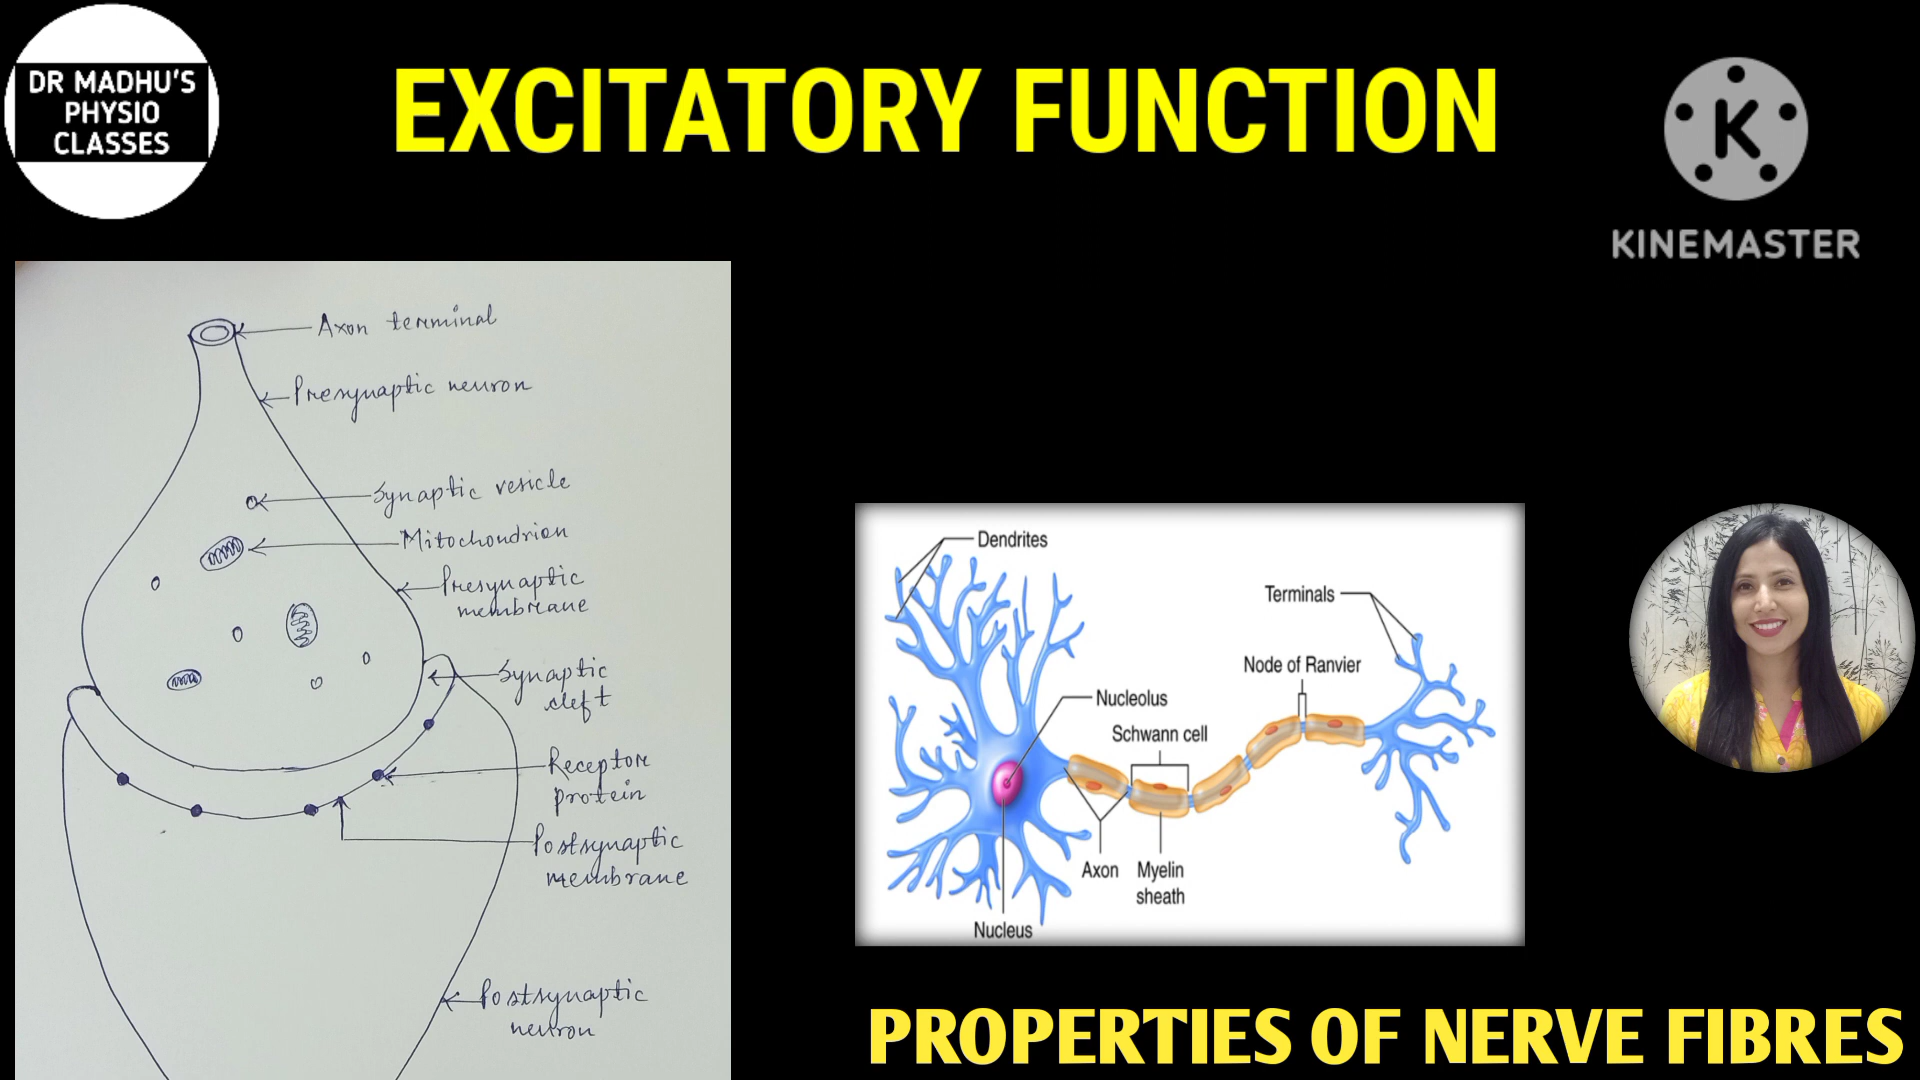 DR MADHU'S
PHYSIO
CLASSES
EXCITATORY FUNCTION
K
KINEMASTER
Axon terminal
Presynaptic neuron
Synaptic vesicle
Mitochondrion
Presynaptic
membrane
Synaptic
cleft
Receptor
protein
Postsynaptic
membrane
Postsynaptic
neuron
Dendrites
Terminals
Node of Ranvier
Nucleolus
Schwann cell
Axon
Myelin
sheath
Nucleus
PROPERTIES OF NERVE FIBRES